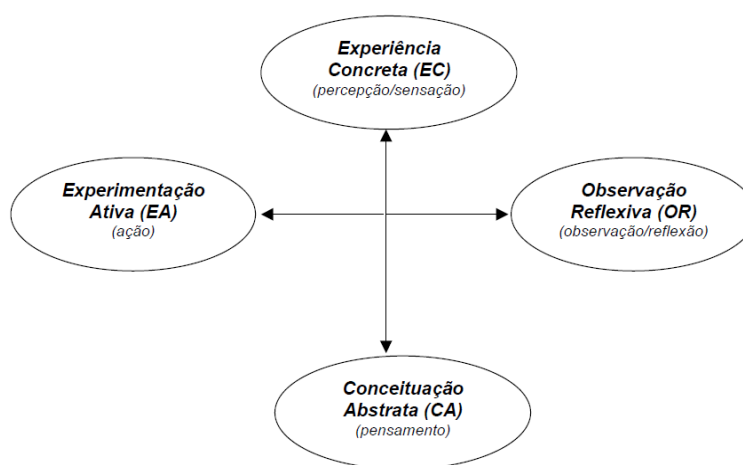 Experiência
Concreta (EC)
(percepção/sensação)
Experimentação
Ativa (EA)
(ação)
Observação
Reflexiva (OR)
(observação/reflexão)
Conceituação
Abstrata (CA)
(pensamento)